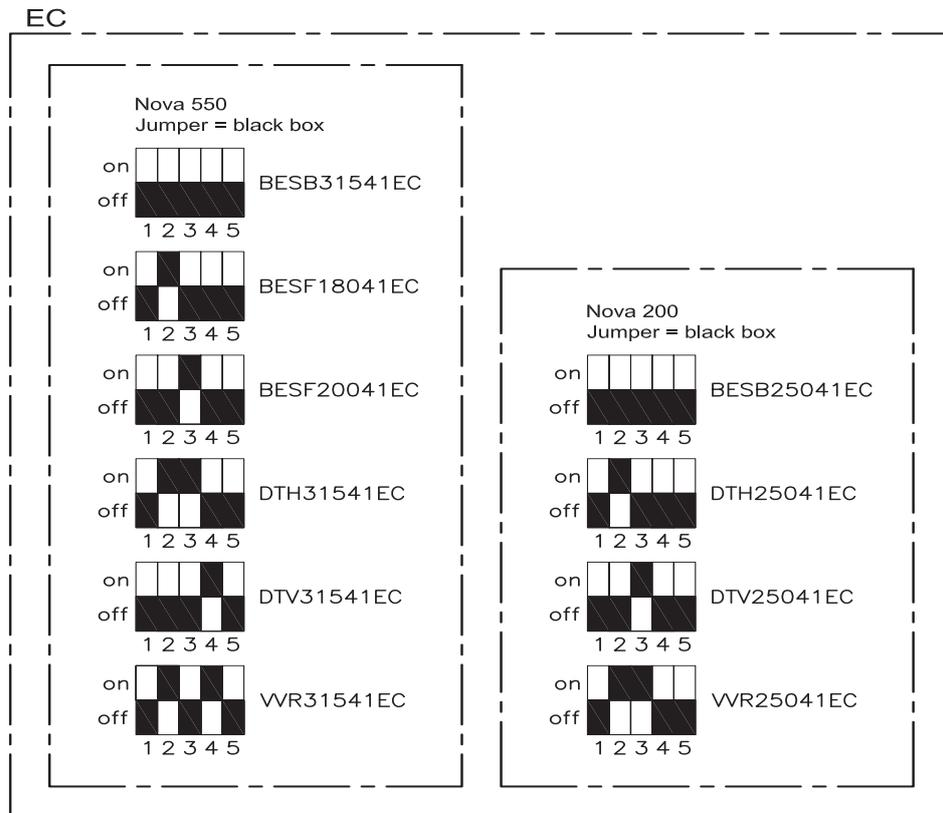 EC
Nova 550
Jumper = black box
on
off
BESB31541EC
1 2 3 4 5
on
off
BESF18041EC
1 2 3 4 5
on
off
BESF20041EC
1 2 3 4 5
on
off
DTH31541EC
1 2 3 4 5
on
off
DTV31541EC
1 2 3 4 5
on
off
VVR31541EC
1 2 3 4 5
Nova 200
Jumper = black box
on
off
BESB25041EC
1 2 3 4 5
on
off
DTH25041EC
1 2 3 4 5
on
off
DTV25041EC
1 2 3 4 5
on
off
VVR25041EC
1 2 3 4 5